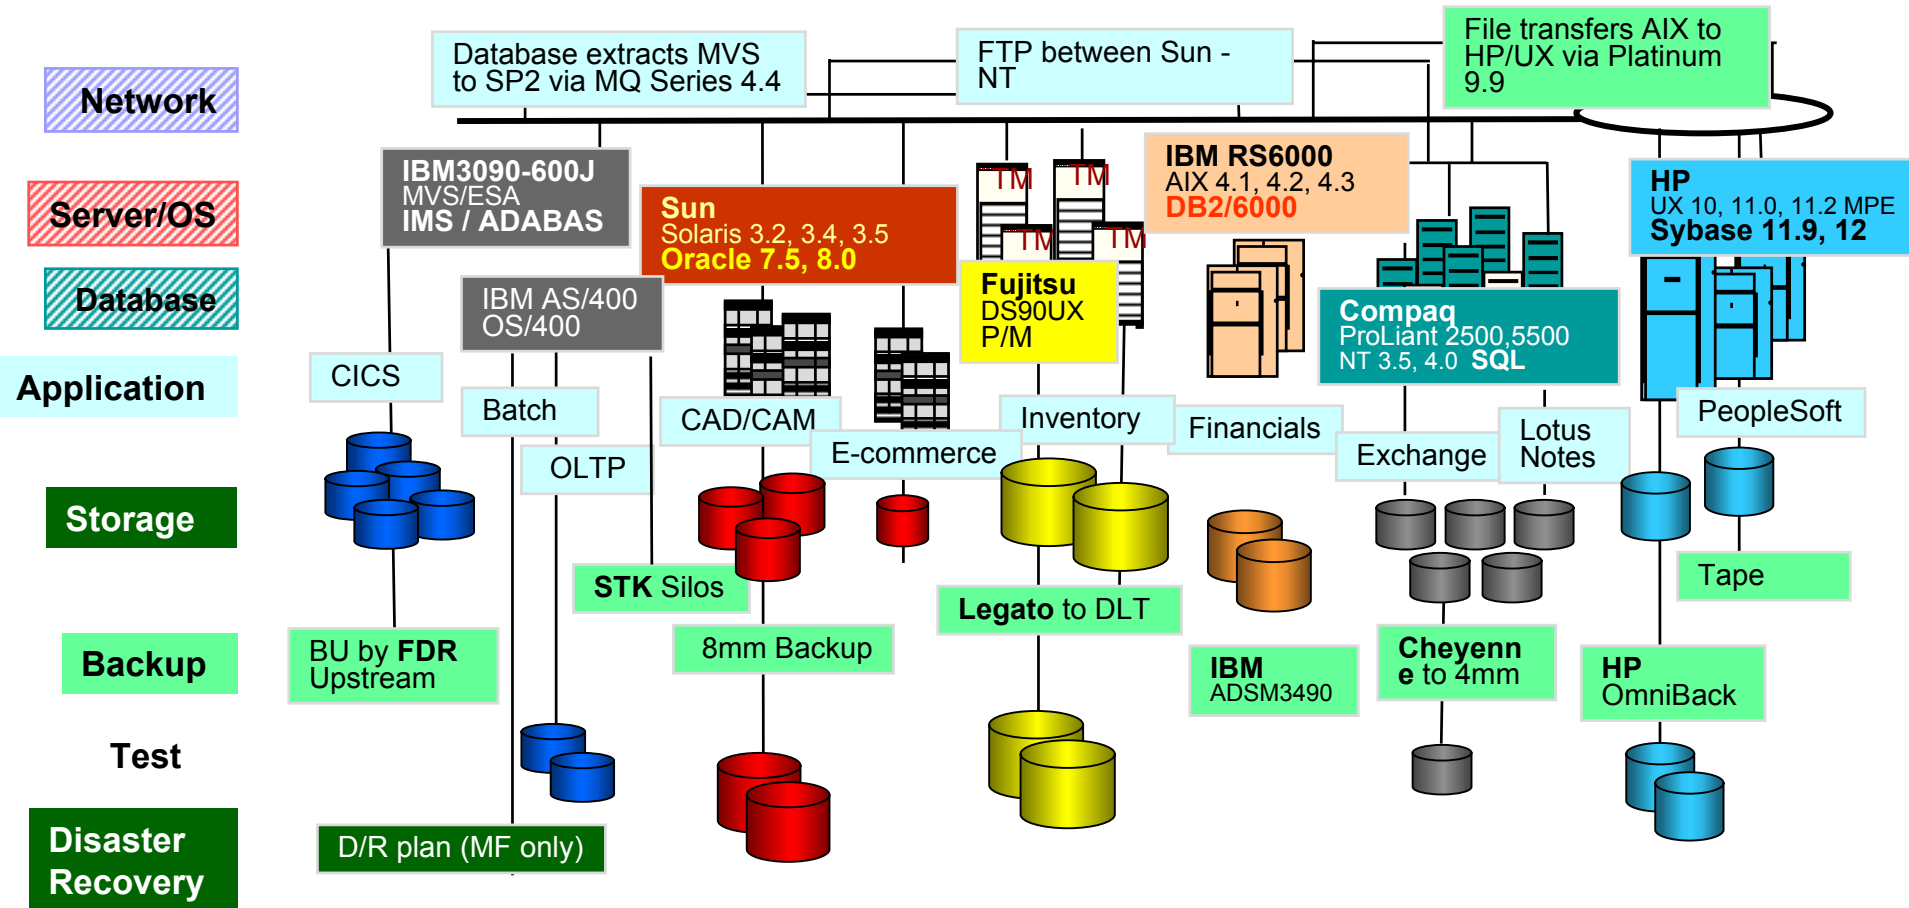 Database extracts MVS
to SP2 via MQ Series 4.4
FTP between Sun -
NT
File transfers AIX to
HP/UX via Platinum
9.9
Network
Server/OS
Database
Application
Storage
Backup
Test
Disaster
Recovery
IBM3090-600J
MVS/ESA
IMS / ADABAS
IBM AS/400
OS/400
Sun
Solaris 3.2, 3.4, 3.5
Oracle 7.5, 8.0
TM
TM
TM
TM
Fujitsu
DS90UX
P/M
IBM RS6000
AIX 4.1, 4.2, 4.3
DB2/6000
Compaq
ProLiant 2500,5500
NT 3.5, 4.0 SQL
HP
UX 10, 11.0, 11.2 MPE
Sybase 11.9, 12
CICS
Batch
OLTP
CAD/CAM
E-commerce
Inventory
Financials
Exchange
Lotus
Notes
PeopleSoft
STK Silos
BU by FDR
Upstream
8mm Backup
Legato to DLT
IBM
ADSM3490
Cheyenn
e to 4mm
HP
OmniBack
Tape
D/R plan (MF only)